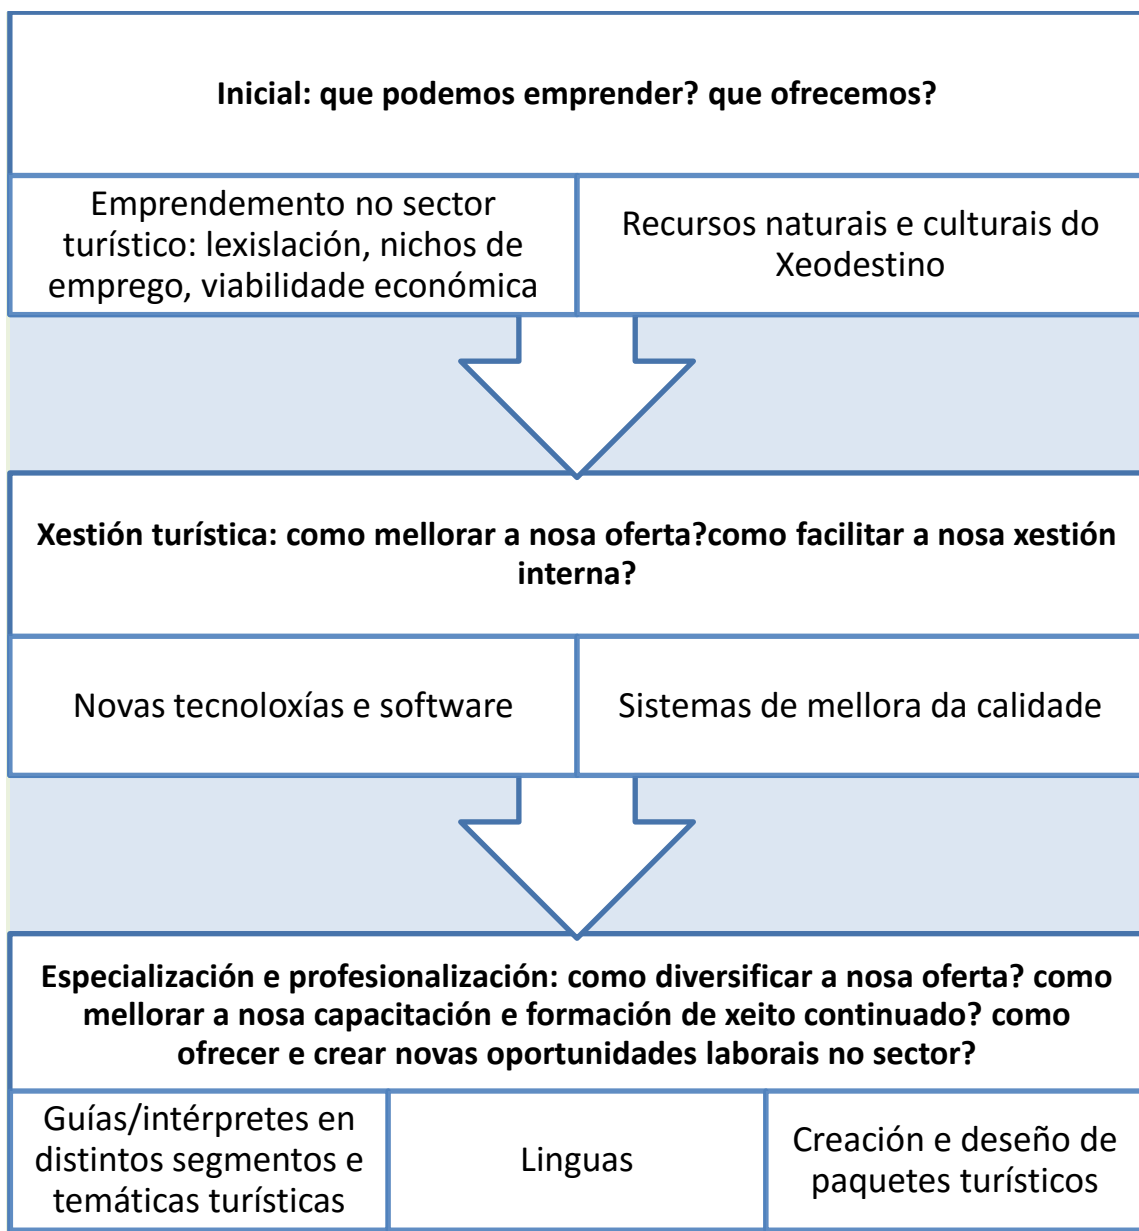 Inicial: que podemos emprender? que ofrecemos?
Emprendemento no sector
turístico: lexislación, nichos de
emprego, viabilidade económica
Recursos naturais e culturais do
Xeodestino
Xestión turística: como mellorar a nosa oferta?como facilitar a nosa xestión
interna?
Novas tecnoloxías e software
Sistemas de mellora da calidade
Especialización e profesionalización: como diversificar a nosa oferta? como
mellorar a nosa capacitación e formación de xeito continuado? como
ofrecer e crear novas oportunidades laborais no sector?
Guías/intérpretes en
distintos segmentos e
temáticas turísticas
Linguas
Creación e deseño de
paquetes turísticos